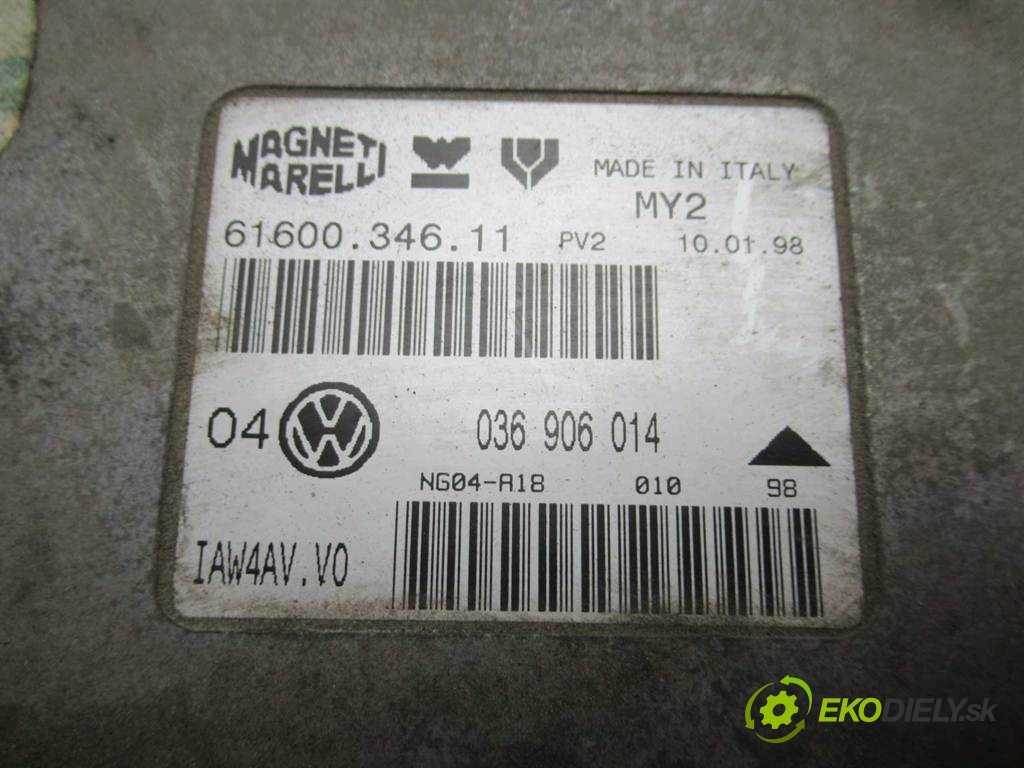 MAGNETI MARELLI MADE IN ITALY
MY2
61600.346.11 PV2 10.01.98
04 VW 036 906 014
NG04-A18 010 98
IAW4AV.V0
EKODIELY.sk